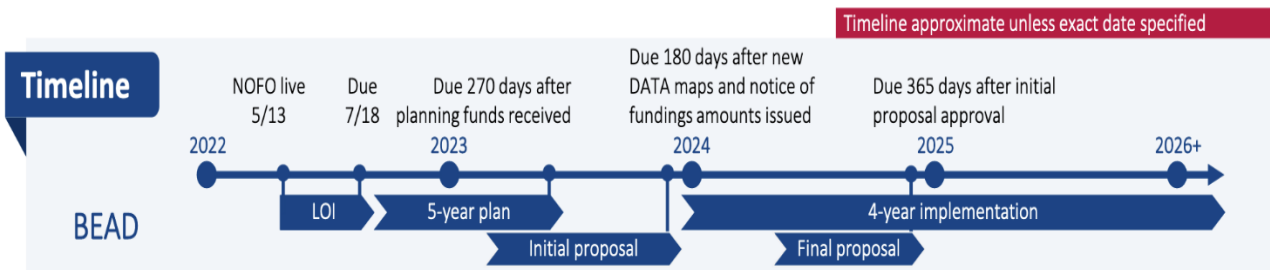 Timeline approximate unless exact date specified
Timeline
NOFO live
5/13
Due
7/18
Due 270 days after
planning funds received
Due 180 days after new
DATA maps and notice of
fundings amounts issued
Due 365 days after initial
proposal approval
2022
2023
2024
2025
2026+
BEAD
LOI
5-year plan
4-year implementation
Initial proposal
Final proposal